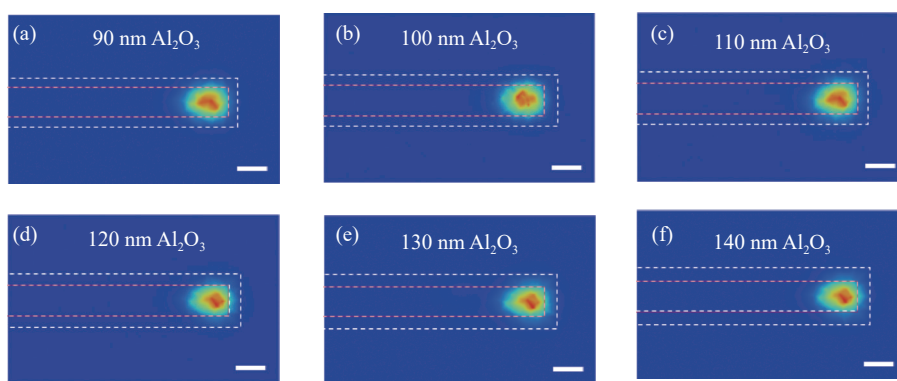 (a) 90 nm Al₂O₃
(b) 100 nm Al₂O₃
(c) 110 nm Al₂O₃
(d) 120 nm Al₂O₃
(e) 130 nm Al₂O₃
(f) 140 nm Al₂O₃